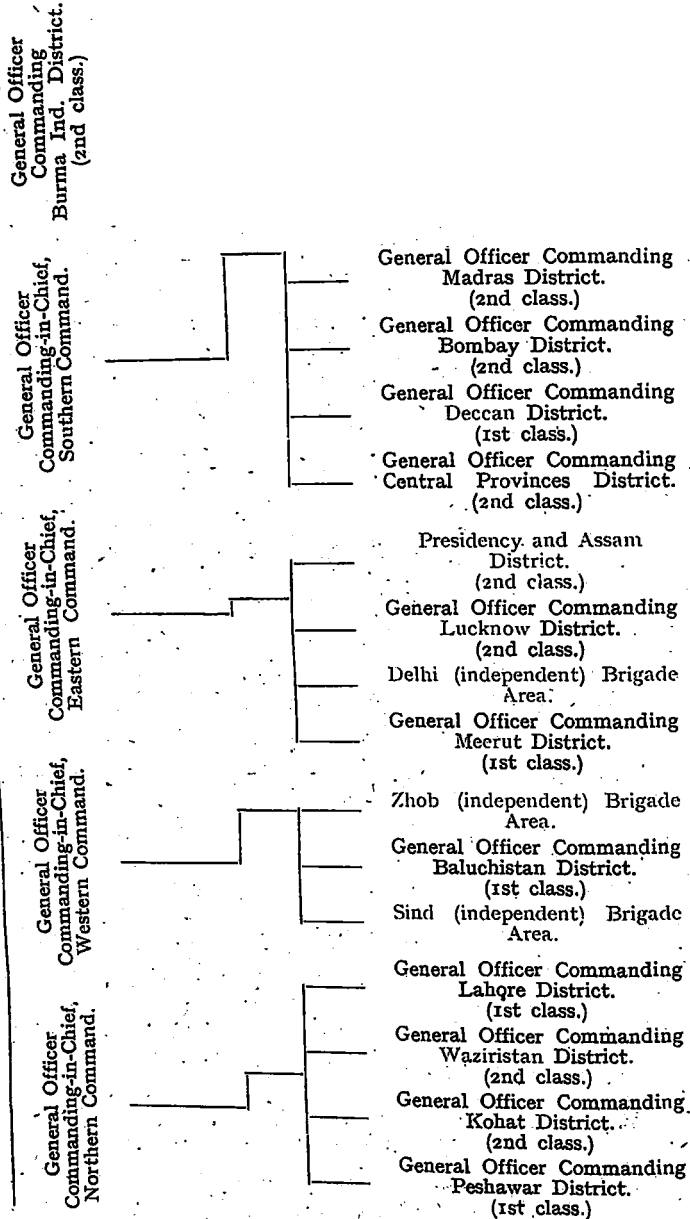 General Officer
Commanding
Burma Ind. District.
(2nd class.)
General Officer
Commanding-in-Chief,
Southern Command.
General Officer Commanding
Madras District.
(2nd class.)
General Officer Commanding
Bombay District.
(2nd class.)
General Officer Commanding
Deccan District.
(1st class.)
General Officer Commanding
Central Provinces District.
(2nd class.)
General Officer
Commanding-in-Chief,
Eastern Command.
Presidency and Assam
District.
(2nd class.)
General Officer Commanding
Lucknow District.
(2nd class.)
Delhi (independent) Brigade
Area.
General Officer Commanding
Meerut District.
(1st class.)
General Officer
Commanding-in-Chief,
Western Command.
Zhob (independent) Brigade
Area.
General Officer Commanding
Baluchistan District.
(1st class.)
Sind (independent) Brigade
Area.
General Officer
Commanding-in-Chief,
Northern Command.
General Officer Commanding
Lahore District.
(1st class.)
General Officer Commanding
Waziristan District.
(2nd class.)
General Officer Commanding
Kohat District.
(2nd class.)
General Officer Commanding
Peshawar District.
(1st class.)